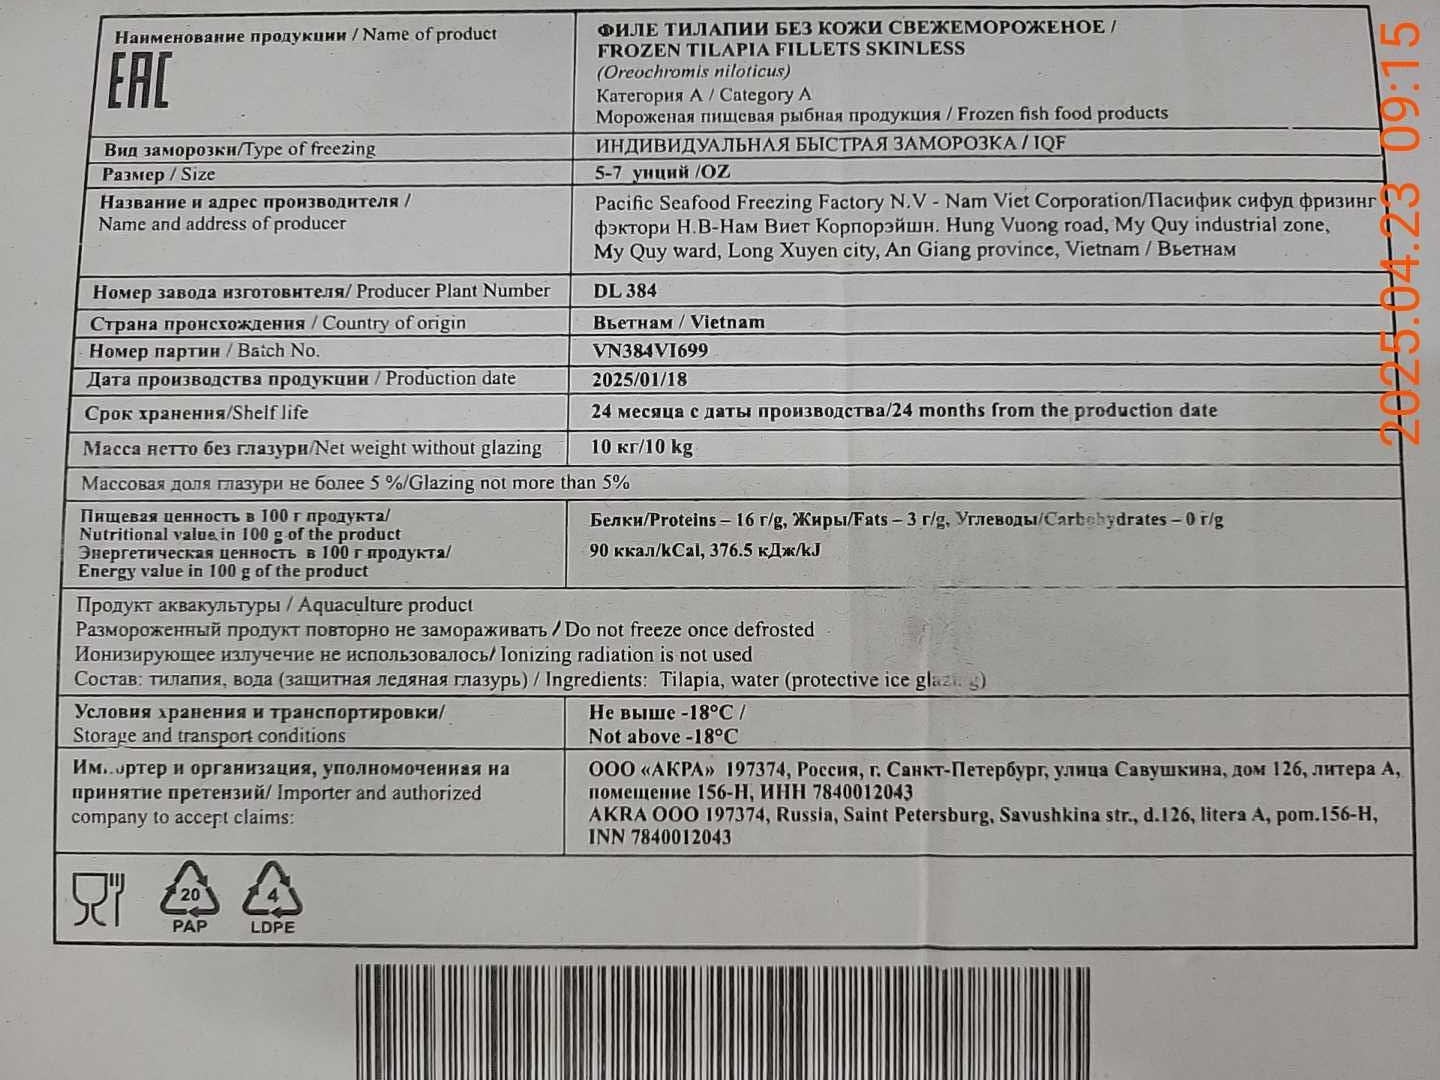 Наименование продукции / Name of product
EAC
ФИЛЕ ТИЛАПИИ БЕЗ КОЖИ СВЕЖЕМОРОЖЕНОЕ /
FROZEN TILAPIA FILLETS SKINLESS
(Oreochromis niloticus)
Категория А / Category A
Мороженая пищевая рыбная продукция / Frozen fish food products
Вид заморозки/Type of freezing
ИНДИВИДУАЛЬНАЯ БЫСТРАЯ ЗАМОРОЗКА / IQF
Размер / Size
5-7 унций /OZ
Название и адрес производителя /
Name and address of producer
Pacific Seafood Freezing Factory N.V - Nam Viet Corporation/Пасифик сифуд фризинг
фэктори Н.В-Нам Виет Корпорэйшн. Hung Vuong road, My Quy industrial zone,
My Quy ward, Long Xuyen city, An Giang province, Vietnam / Вьетнам
Номер завода изготовителя/ Producer Plant Number
DL 384
Страна происхождения / Country of origin
Вьетнам / Vietnam
Номер партии / Batch No.
VN384VI699
Дата производства продукции / Production date
2025/01/18
Срок хранения/Shelf life
24 месяца с даты производства/24 months from the production date
Масса нетто без глазури/Net weight without glazing
10 кг/10 kg
Массовая доля глазури не более 5 %/Glazing not more than 5%
Пищевая ценность в 100 г продукта/
Nutritional value in 100 g of the product
Энергетическая ценность в 100 г продукта/
Energy value in 100 g of the product
Белки/Proteins – 16 г/g, Жиры/Fats – 3 г/g, Углеводы/Carbohydrates – 0 г/g
90 ккал/kCal, 376.5 кДж/kJ
Продукт аквакультуры / Aquaculture product
Размороженный продукт повторно не замораживать / Do not freeze once defrosted
Ионизирующее излучение не использовалось/ Ionizing radiation is not used
Состав: тилапия, вода (защитная ледяная глазурь) / Ingredients: Tilapia, water (protective ice glazing)
Условия хранения и транспортировки/
Storage and transport conditions
Не выше -18°C /
Not above -18°C
Импортер и организация, уполномоченная на
принятие претензий/ Importer and authorized
company to accept claims:
ООО «АКРА» 197374, Россия, г. Санкт-Петербург, улица Савушкина, дом 126, литера А,
помещение 156-Н, ИНН 7840012043
AKRA OOO 197374, Russia, Saint Petersburg, Savushkina str., d.126, litera A, pom.156-H,
INN 7840012043
20
PAP
4
LDPE
2025.04.23 09:15